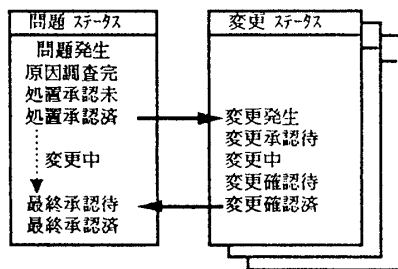 問題 ｽﾃｰﾀｽ
問題発生
原因調査完
処置承認未
処置承認済
変更中
最終承認待
最終承認済
変更 ｽﾃｰﾀｽ
変更発生
変更承認待
変更中
変更確認待
変更確認済